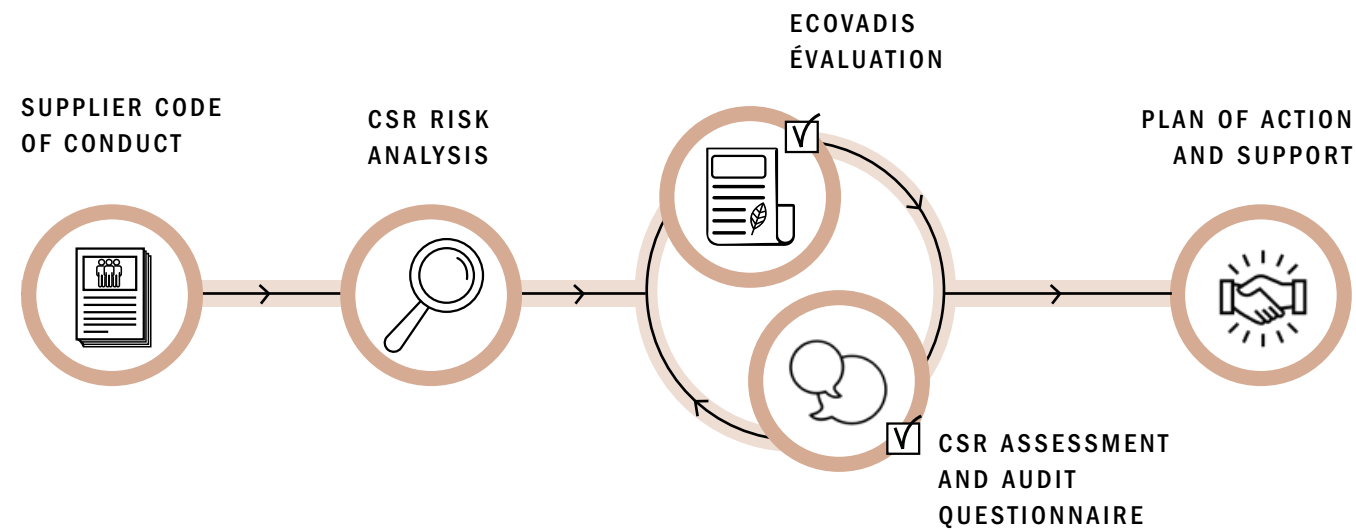 SUPPLIER CODE
OF CONDUCT
CSR RISK
ANALYSIS
ECOVADIS
ÉVALUATION
CSR ASSESSMENT
AND AUDIT
QUESTIONNAIRE
PLAN OF ACTION
AND SUPPORT